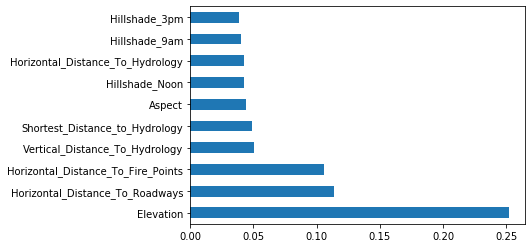 Hillshade_3pm
Hillshade_9am
Horizontal_Distance_To_Hydrology
Hillshade_Noon
Aspect
Shortest_Distance_to_Hydrology
Vertical_Distance_To_Hydrology
Horizontal_Distance_To_Fire_Points
Horizontal_Distance_To_Roadways
Elevation
0.00 0.05 0.10 0.15 0.20 0.25